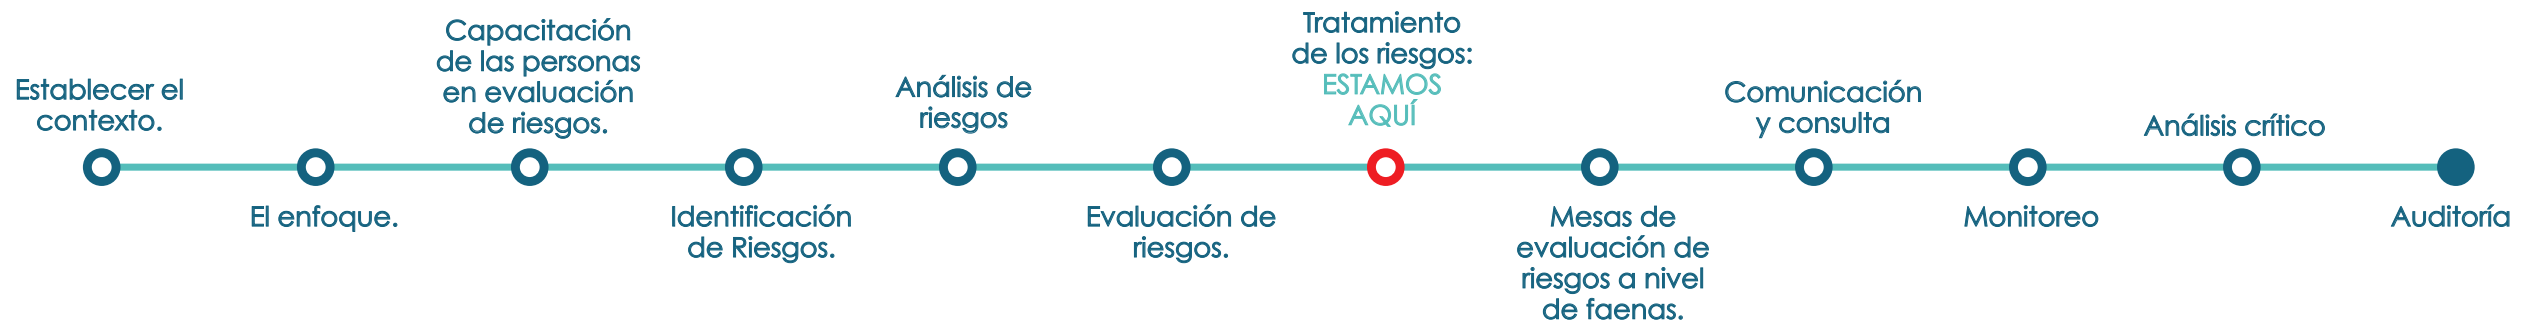 Establecer el
contexto.
El enfoque.
Capacitación
de las personas
en evaluación
de riesgos.
Identificación
de Riesgos.
Análisis de
riesgos
Evaluación de
riesgos.
Tratamiento
de los riesgos:
ESTAMOS
AQUÍ
Mesas de
evaluación de
riesgos a nivel
de faenas.
Comunicación
y consulta
Monitoreo
Análisis crítico
Auditoría